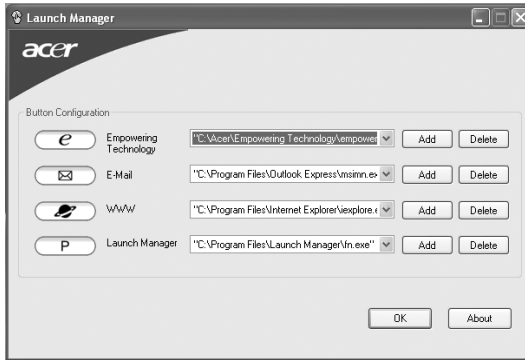 Launch Manager
acer
Button Configuration
e Empowering Technology "C:\Acer\Empowering Technology\empower Add Delete
E-Mail "C:\Program Files\Outlook Express\msimn.ex Add Delete
WWW "C:\Program Files\Internet Explorer\iexplore.e Add Delete
P Launch Manager "C:\Program Files\Launch Manager\fn.exe" Add Delete
OK About